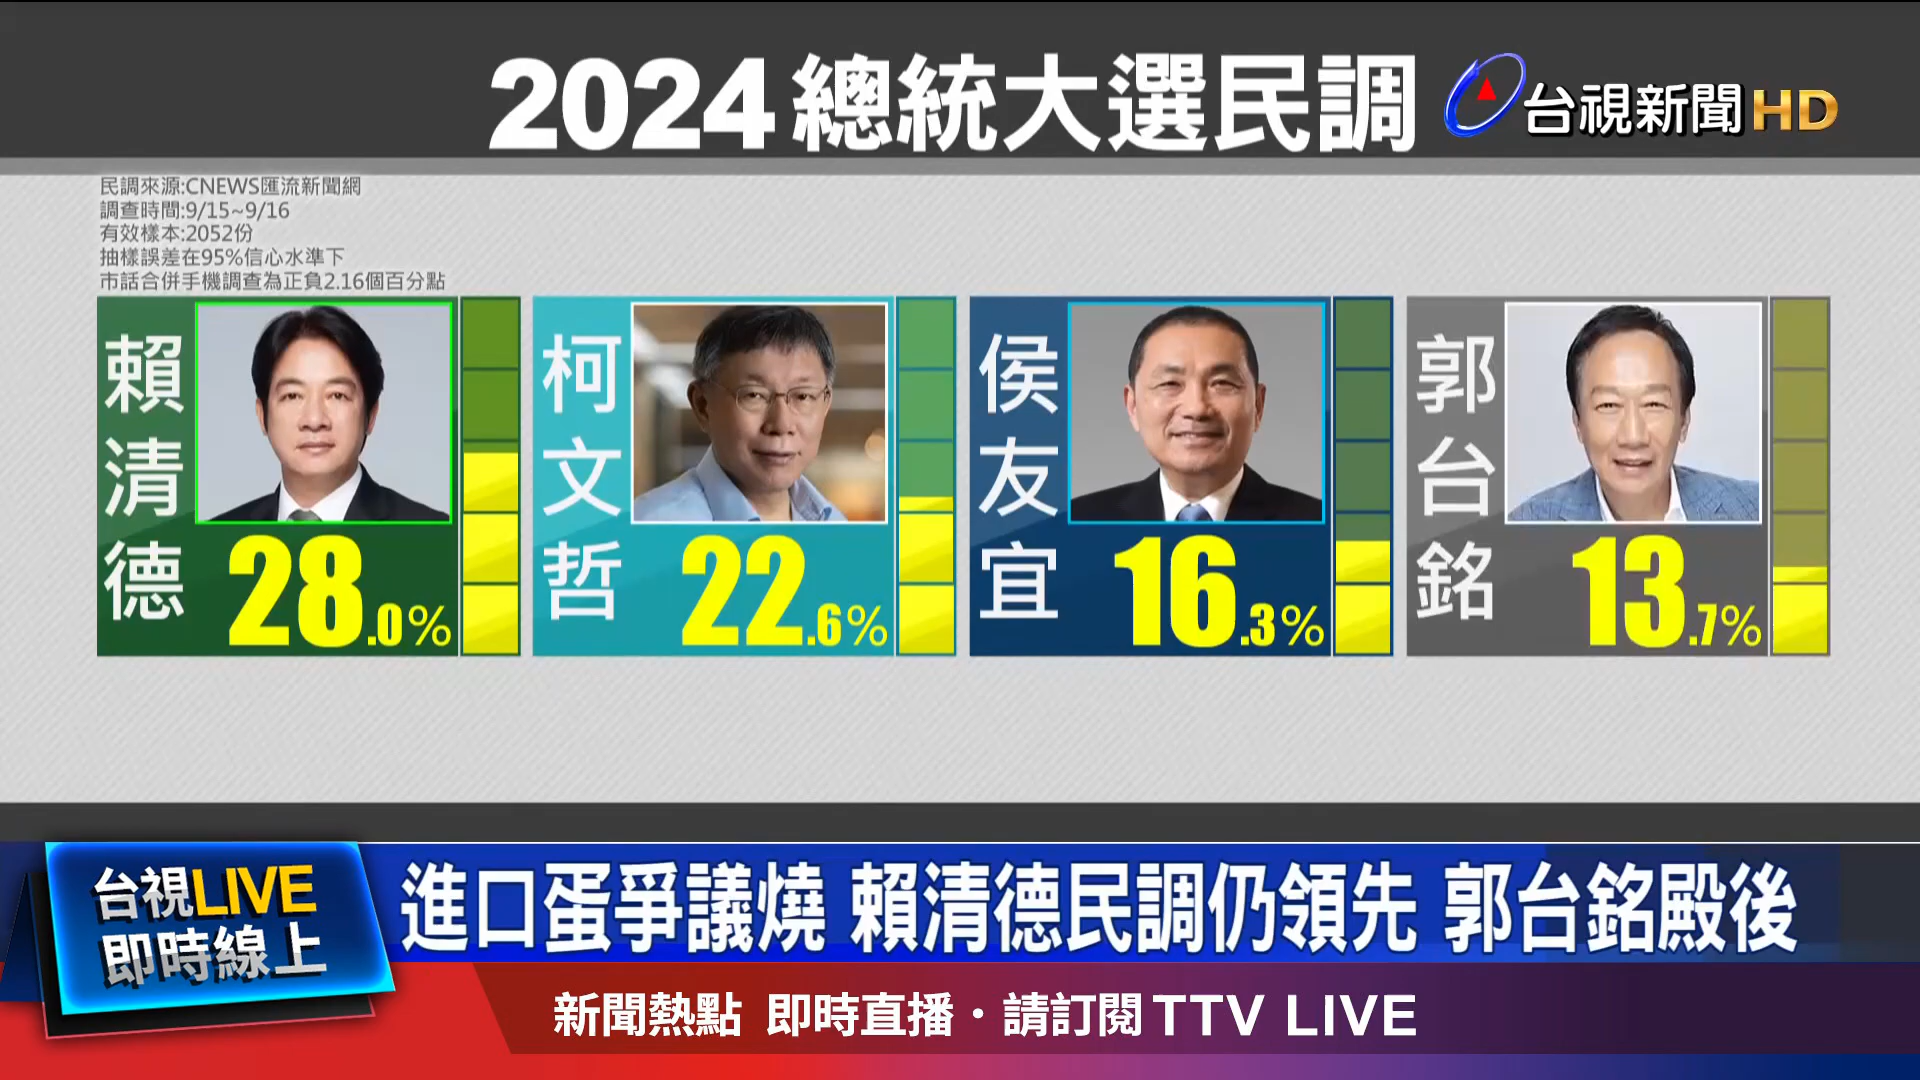 2024總統大選民調
台視新聞HD
民調來源:CNEWS匯流新聞網
調查時間:9/15~9/16
有效樣本:2052份
抽樣誤差在95%信心水準下
市話合併手機調查為正負2.16個百分點
賴清德
28.0%
柯文哲
22.6%
侯友宜
16.3%
郭台銘
13.7%
台視LIVE
即時線上
進口蛋爭議燒 賴清德民調仍領先 郭台銘殿後
新聞熱點 即時直播·請訂閱TTV LIVE